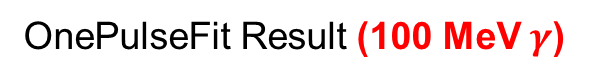 OnePulseFit Result (100 MeV γ)